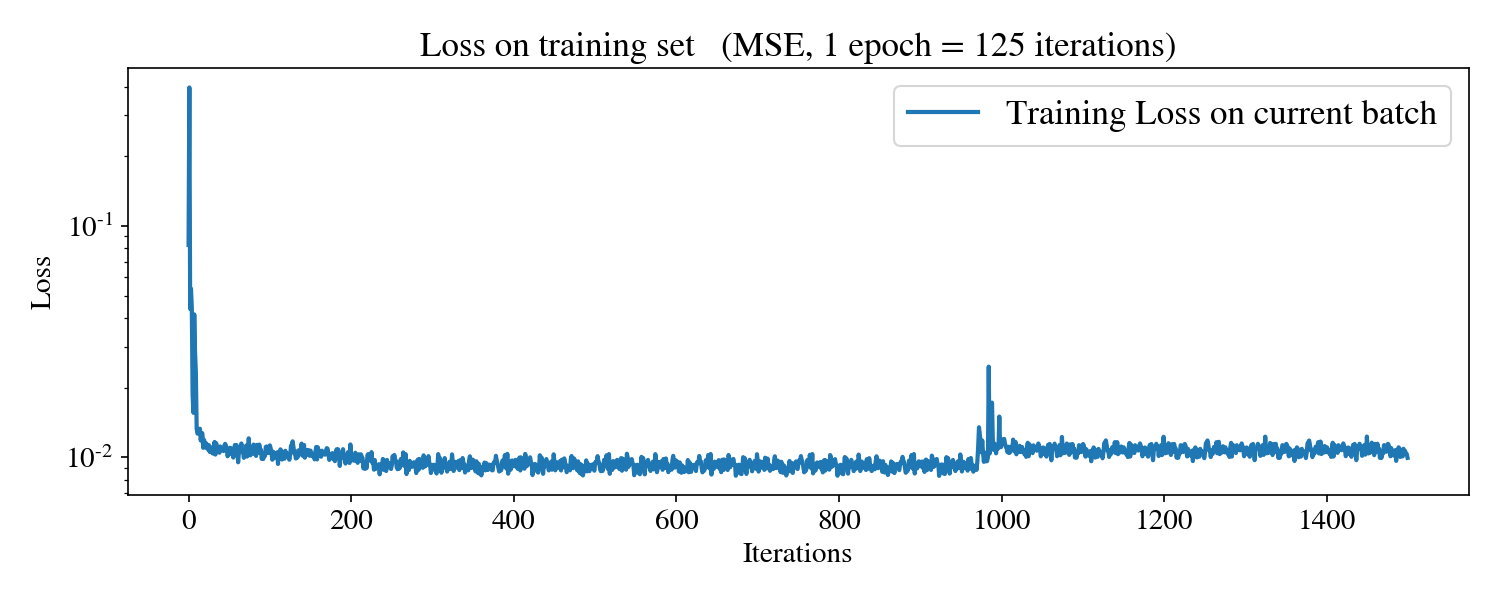 Loss on training set (MSE, 1 epoch = 125 iterations)
Training Loss on current batch
Loss
10-1
10-2
0 200 400 600 800 1000 1200 1400
Iterations